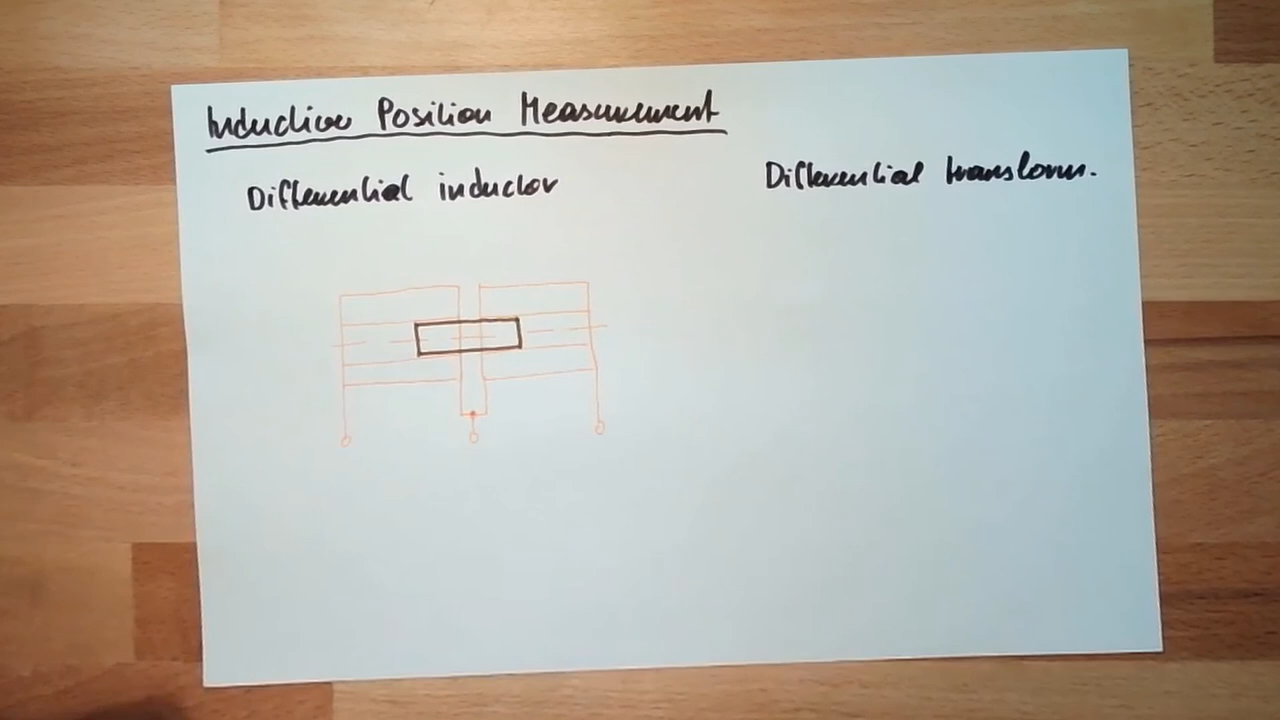 Inductive Position Measurement
Differential inductor
Differential transform.